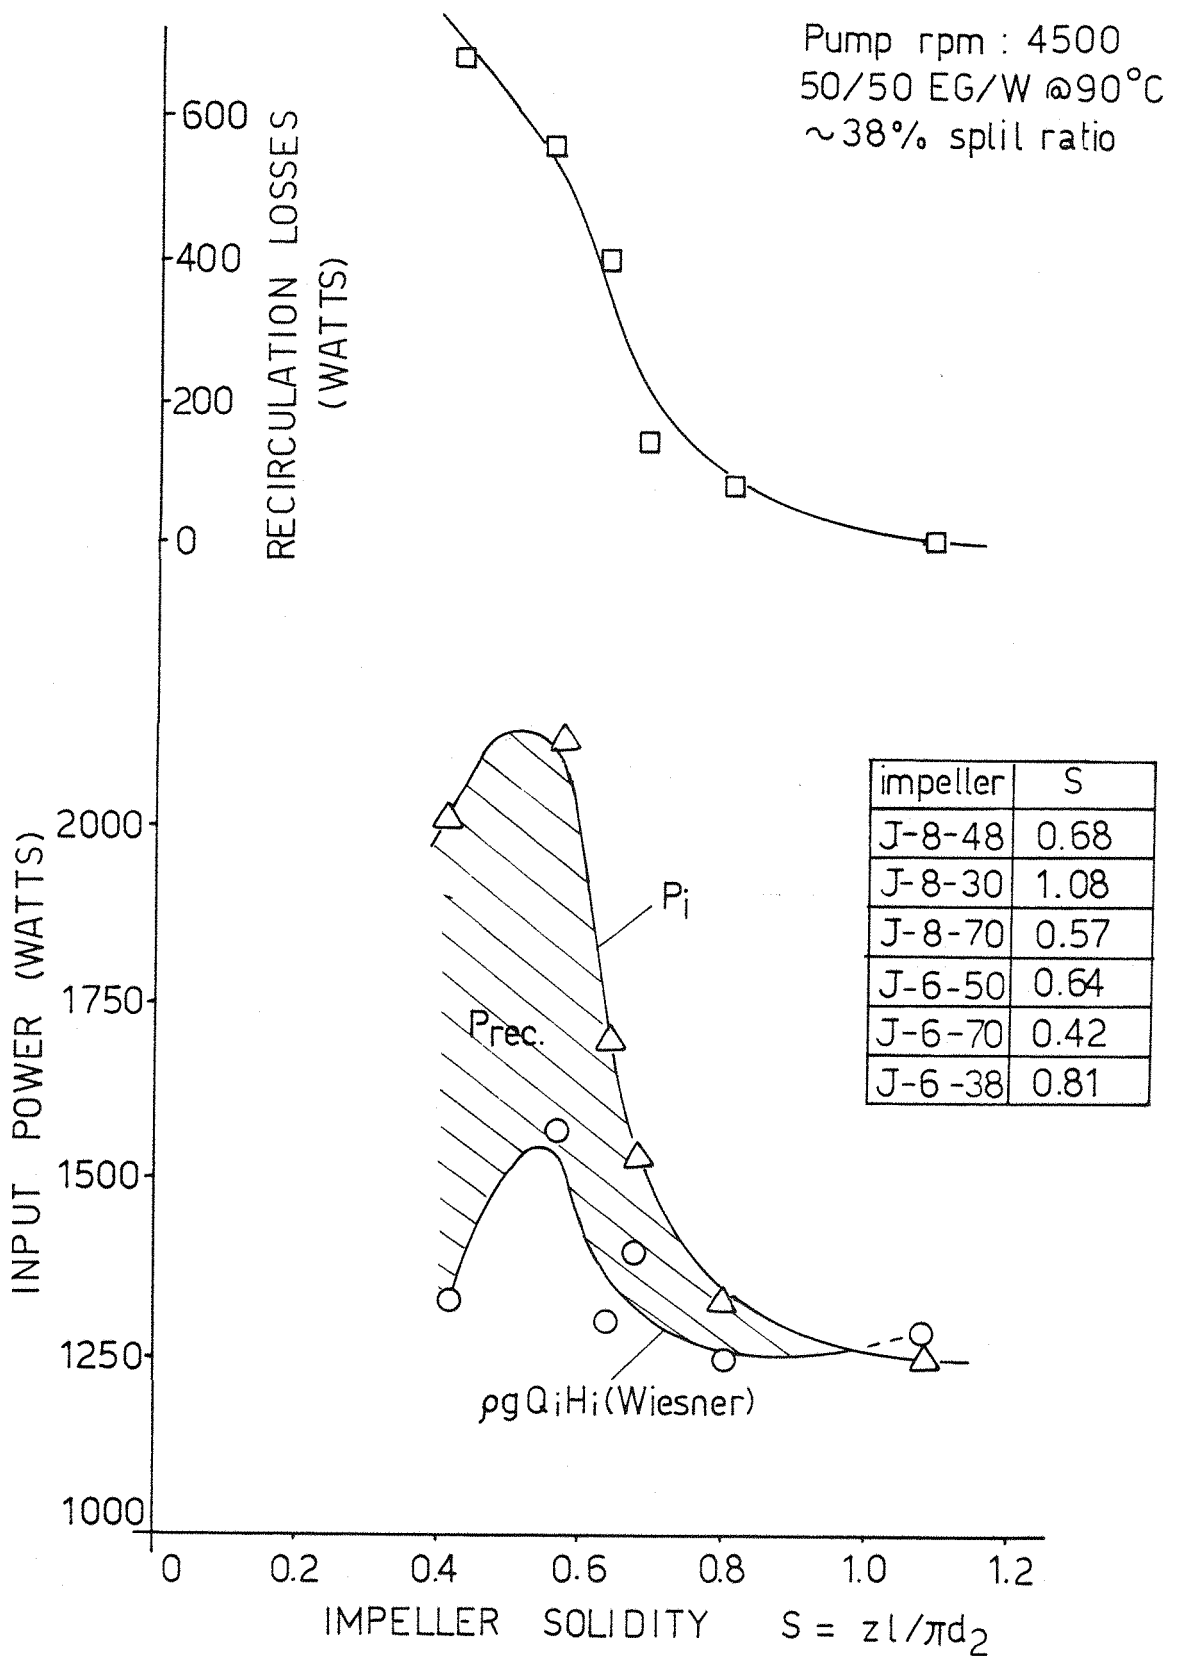 Pump rpm : 4500
50/50 EG/W @90°C
~38% splil ratio
600
400
200
0
RECIRCULATION LOSSES
(WATTS)
2000
1750
1500
1250
1000
INPUT POWER (WATTS)
Pi
Prec.
ρgQiHi(Wiesner)
impeller S
J-8-48 0.68
J-8-30 1.08
J-8-70 0.57
J-6-50 0.64
J-6-70 0.42
J-6-38 0.81
0 0.2 0.4 0.6 0.8 1.0 1.2
IMPELLER SOLIDITY S = zl/πd2